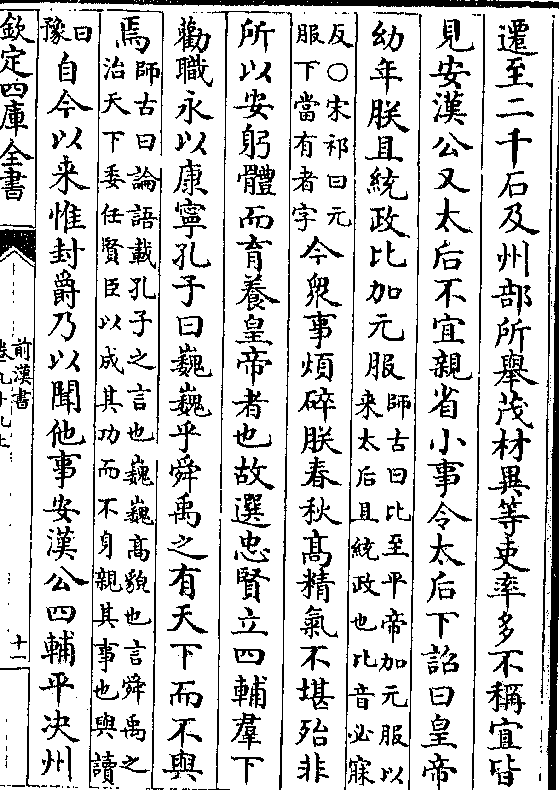 遷至二千石及州部所舉茂材異等吏率多不稱宜皆
見安漢公又太后不宜親省小事令太后下詔曰皇帝
幼年朕且統政比加元服師古曰比至平帝加元服以
来太后且統政也比音必寐
反○宋祁曰元
服下當有者字今衆事煩碎朕春秋髙精氣不堪殆非
所以安躬體而育養皇帝者也故選忠賢立四輔羣下
勸職永以康寧孔子曰巍巍乎舜禹之有天下而不與
焉師古曰論語載孔子之言也巍巍髙貌也言舜禹之
治天下委任賢臣以成其功而不身親其事也與讀
曰
豫自今以来惟封爵乃以聞他事安漢公四輔平决州
欽定四庫全書
前漢書
卷九十九上
十一